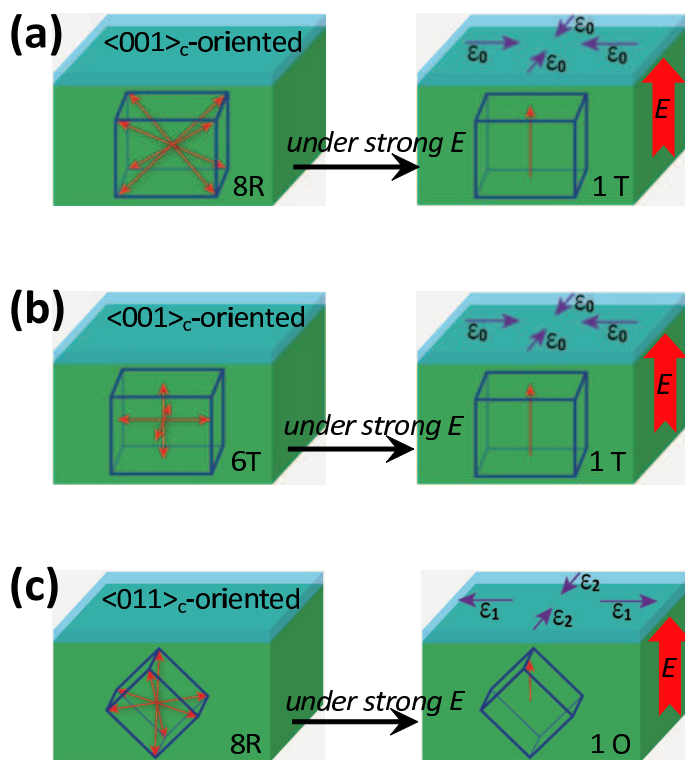 (a)
<001>c-oriented
8R
under strong E
ε0
ε0
ε0
ε0
E
1 T
(b)
<001>c-oriented
6T
under strong E
ε0
ε0
ε0
ε0
E
1 T
(c)
<011>c-oriented
8R
under strong E
ε2
ε1
ε2
ε1
E
1 O